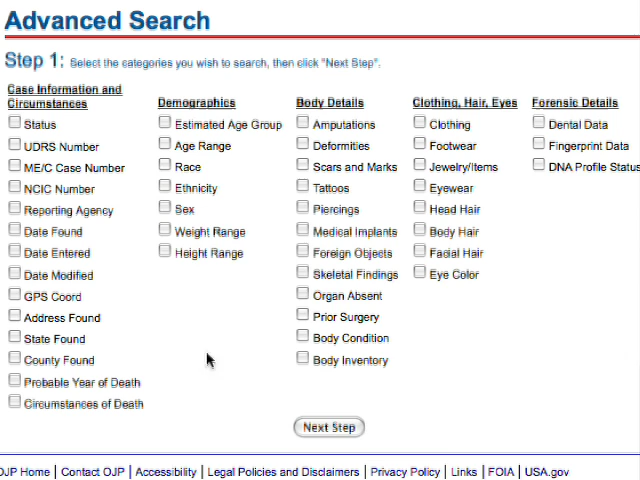 Advanced Search
Step 1: Select the categories you wish to search, then click "Next Step".
Case Information and
Circumstances
Status
UDRS Number
ME/C Case Number
NCIC Number
Reporting Agency
Date Found
Date Entered
Date Modified
GPS Coord
Address Found
State Found
County Found
Probable Year of Death
Circumstances of Death
Demographics
Estimated Age Group
Age Range
Race
Ethnicity
Sex
Weight Range
Height Range
Body Details
Amputations
Deformities
Scars and Marks
Tattoos
Piercings
Medical Implants
Foreign Objects
Skeletal Findings
Organ Absent
Prior Surgery
Body Condition
Body Inventory
Clothing, Hair, Eyes
Clothing
Footwear
Jewelry/Items
Eyewear
Head Hair
Body Hair
Facial Hair
Eye Color
Forensic Details
Dental Data
Fingerprint Data
DNA Profile Status
Next Step
OJP Home | Contact OJP | Accessibility | Legal Policies and Disclaimers | Privacy Policy | Links | FOIA | USA.gov